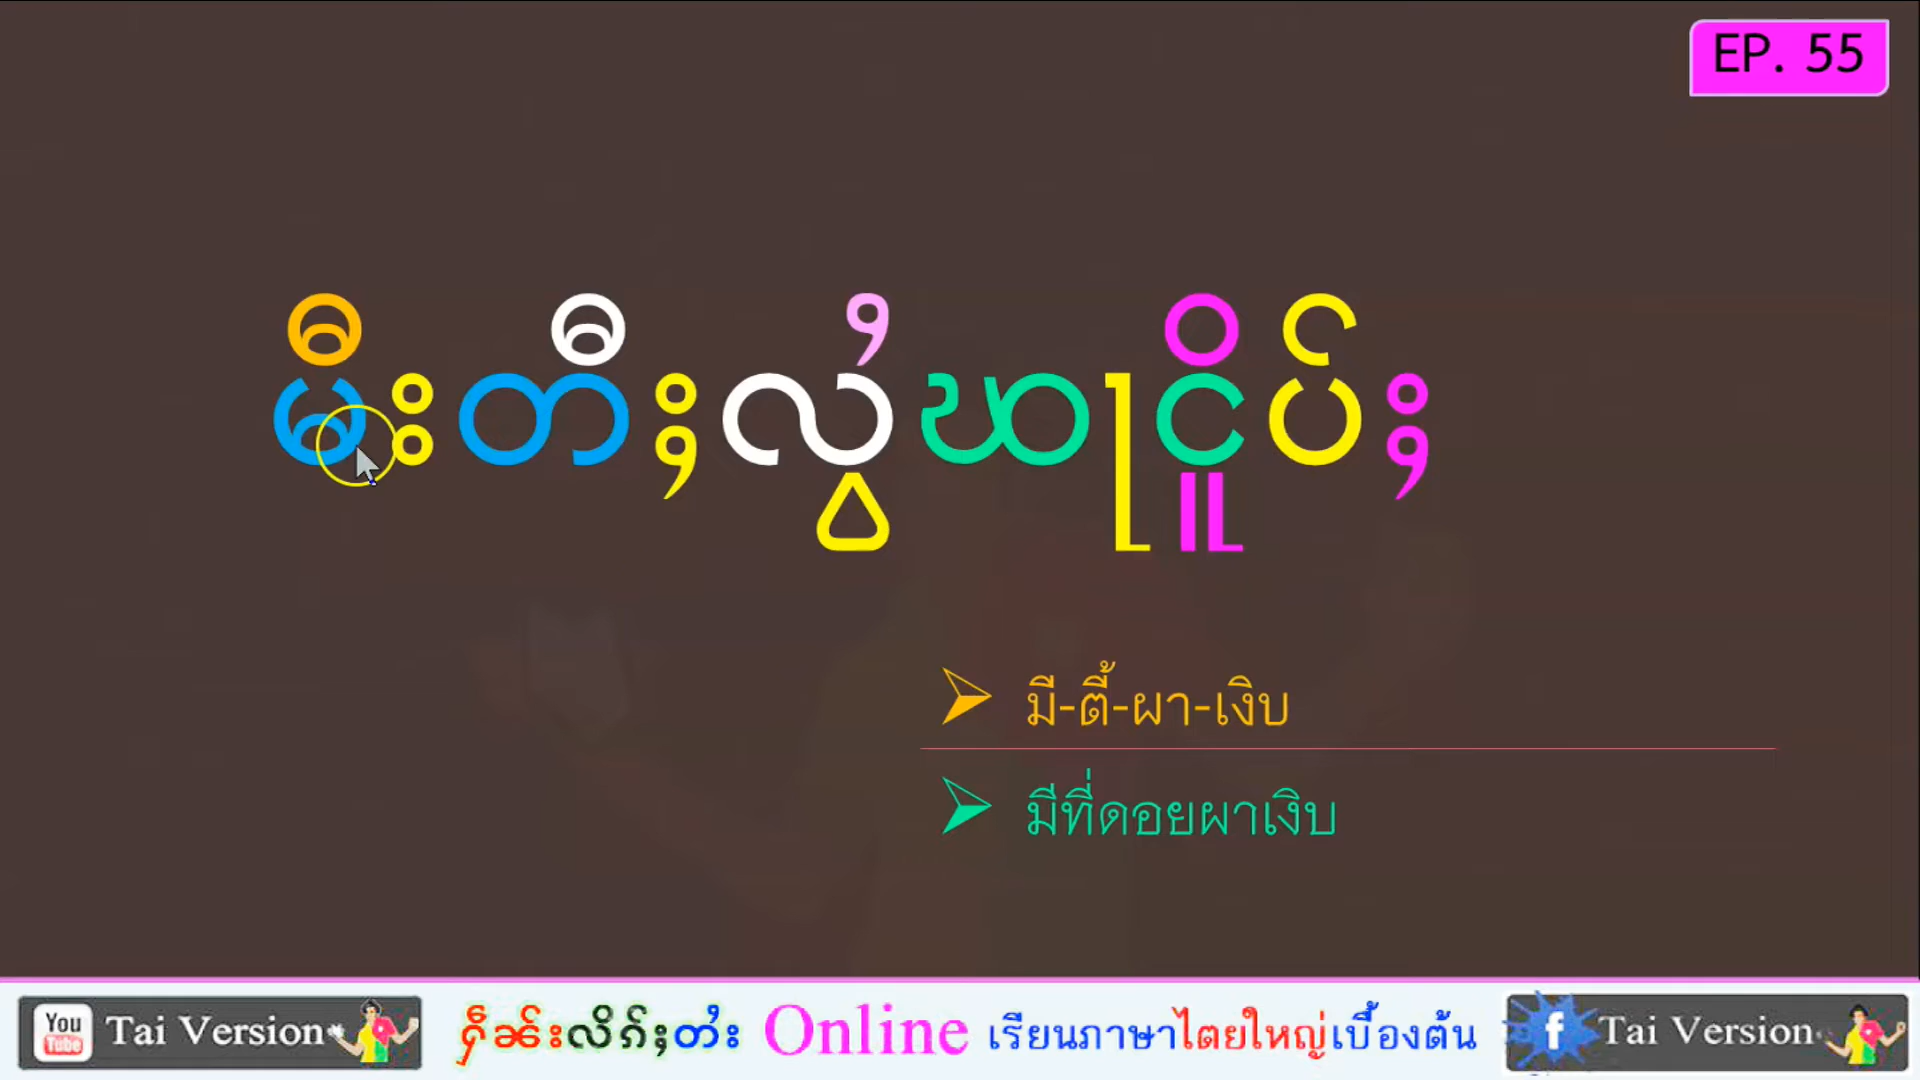 EP. 55
မီးတီႈလွႆၽႃငိူပ်ႈ
มี-ตี้-ผา-เงิบ
มีที่ดอยผาเงิบ
You Tube Tai Version ႁဵၼ်းလိၵ်ႈတႆး Online เรียนภาษาไตยใหญ่เบื้องต้น f Tai Version